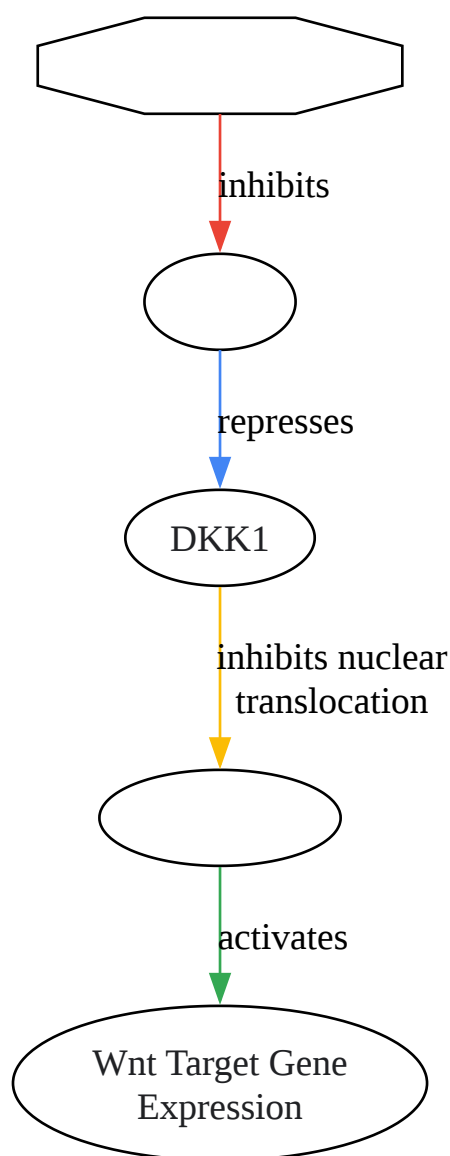 inhibits
represses
DKK1
inhibits nuclear
translocation
activates
Wnt Target Gene
Expression